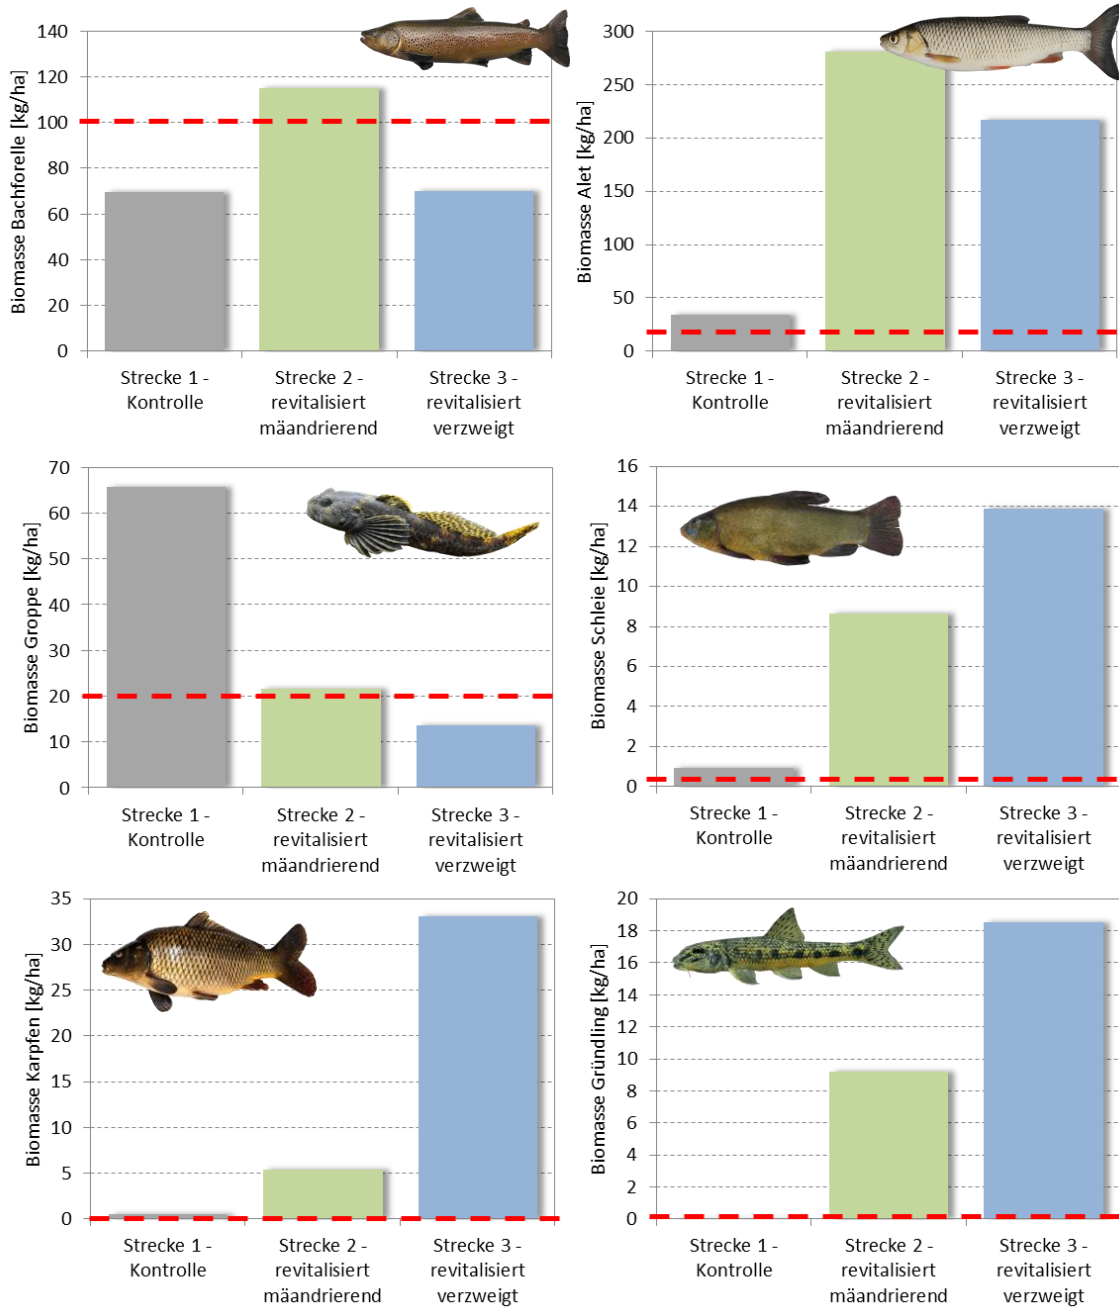 Biomasse Bachforelle [kg/ha]
140
120
100
80
60
40
20
0
Strecke 1 -
Kontrolle
Strecke 2 -
revitalisiert
mäandrierend
Strecke 3 -
revitalisiert
verzweigt
Biomasse Alet [kg/ha]
300
250
200
150
100
50
0
Strecke 1 -
Kontrolle
Strecke 2 -
revitalisiert
mäandrierend
Strecke 3 -
revitalisiert
verzweigt
Biomasse Groppe [kg/ha]
70
60
50
40
30
20
10
0
Strecke 1 -
Kontrolle
Strecke 2 -
revitalisiert
mäandrierend
Strecke 3 -
revitalisiert
verzweigt
Biomasse Schleie [kg/ha]
16
14
12
10
8
6
4
2
0
Strecke 1 -
Kontrolle
Strecke 2 -
revitalisiert
mäandrierend
Strecke 3 -
revitalisiert
verzweigt
Biomasse Karpfen [kg/ha]
35
30
25
20
15
10
5
0
Strecke 1 -
Kontrolle
Strecke 2 -
revitalisiert
mäandrierend
Strecke 3 -
revitalisiert
verzweigt
Biomasse Gründling [kg/ha]
20
18
16
14
12
10
8
6
4
2
0
Strecke 1 -
Kontrolle
Strecke 2 -
revitalisiert
mäandrierend
Strecke 3 -
revitalisiert
verzweigt